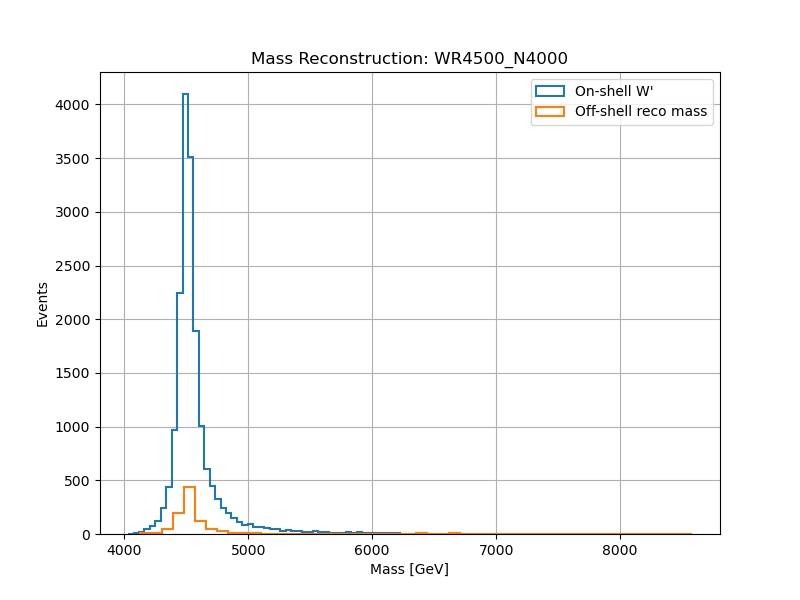 Mass Reconstruction: WR4500_N4000
On-shell W'
Off-shell reco mass
Events
4000
3500
3000
2500
2000
1500
1000
500
0
4000 5000 6000 7000 8000
Mass [GeV]